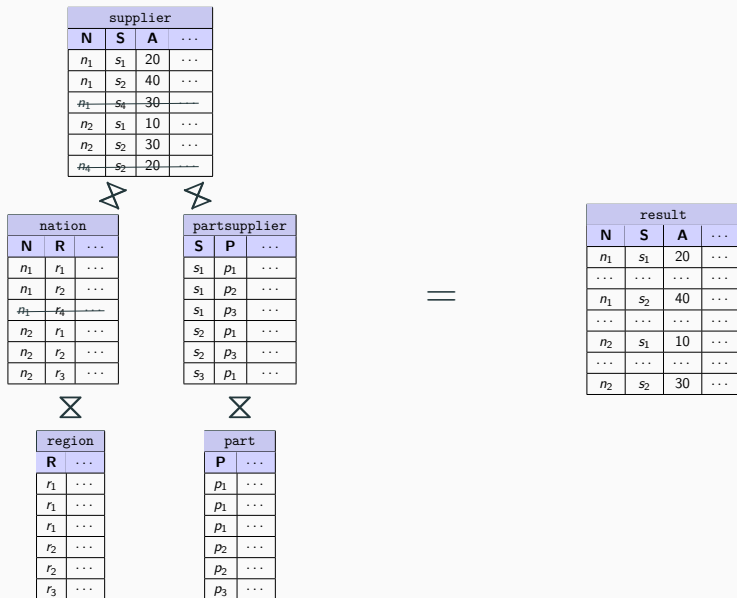 supplier
N S A ···
n₁ s₁ 20 ···
n₁ s₂ 40 ···
n₁ s₄ 30 ···
n₂ s₁ 10 ···
n₂ s₂ 30 ···
n₄ s₂ 20 ···
⋈ ⋈
nation
N R ···
n₁ r₁ ···
n₁ r₂ ···
n₁ r₄ ···
n₂ r₁ ···
n₂ r₂ ···
n₂ r₃ ···
⋈
region
R ···
r₁ ···
r₁ ···
r₁ ···
r₂ ···
r₂ ···
r₃ ···
partsupplier
S P ···
s₁ p₁ ···
s₁ p₂ ···
s₁ p₃ ···
s₂ p₁ ···
s₂ p₃ ···
s₃ p₁ ···
⋈
part
P ···
p₁ ···
p₁ ···
p₁ ···
p₂ ···
p₂ ···
p₃ ···
=
result
N S A ···
n₁ s₁ 20 ···
··· ··· ··· ···
n₁ s₂ 40 ···
··· ··· ··· ···
n₂ s₁ 10 ···
··· ··· ··· ···
n₂ s₂ 30 ···